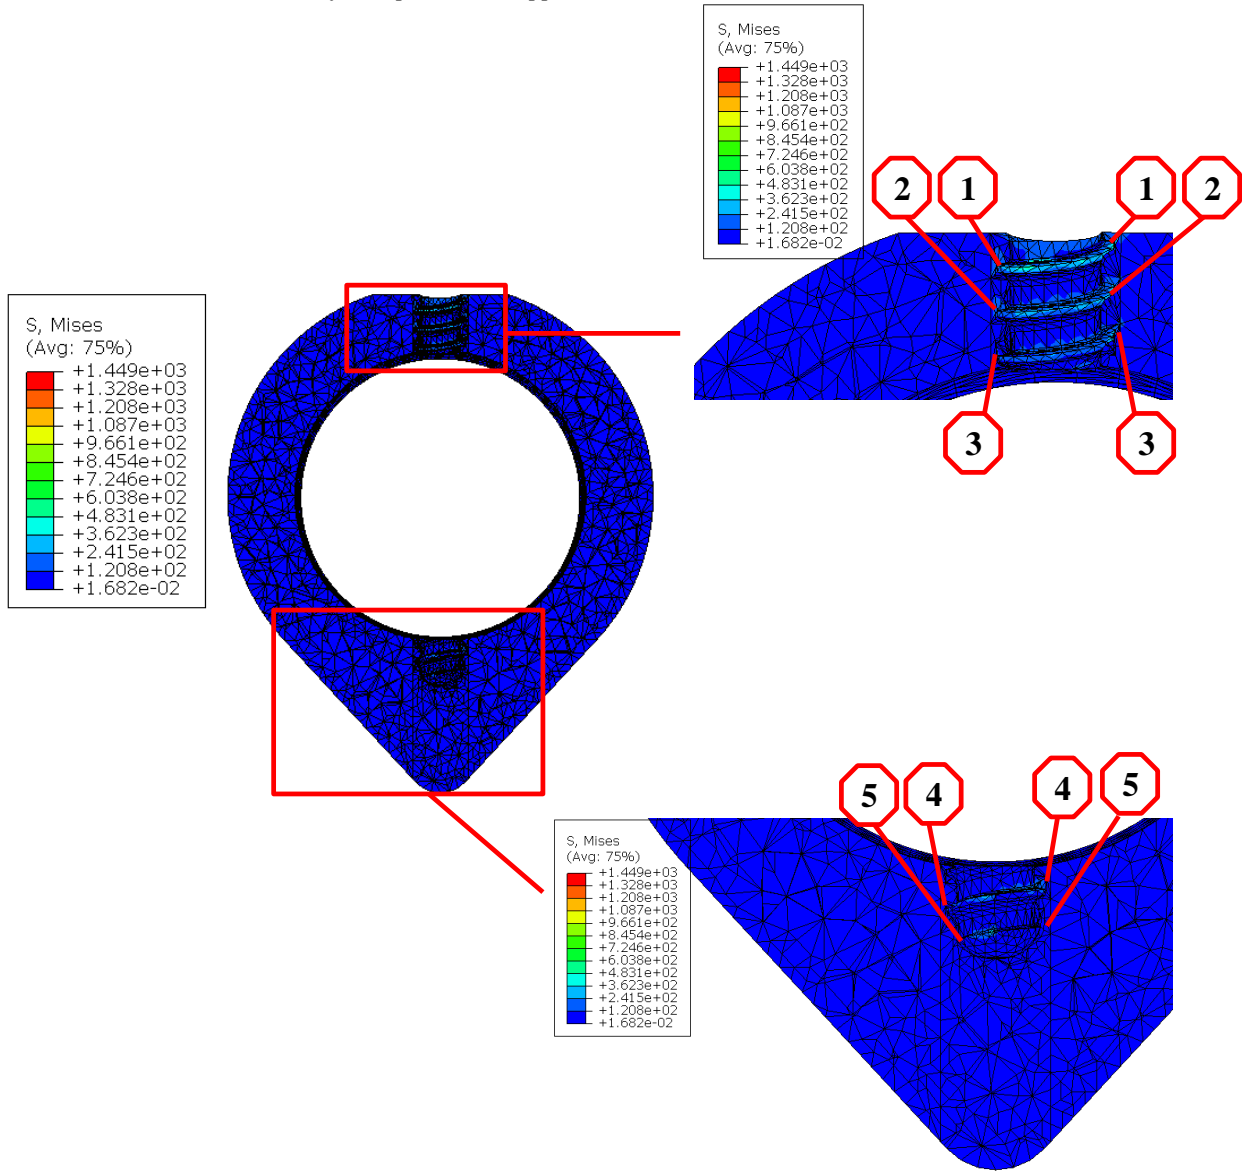 S, Mises
(Avg: 75%)
+1.449e+03
+1.328e+03
+1.208e+03
+1.087e+03
+9.661e+02
+8.454e+02
+7.246e+02
+6.038e+02
+4.831e+02
+3.623e+02
+2.415e+02
+1.208e+02
+1.682e-02
2
1
1
2
3
3
S, Mises
(Avg: 75%)
+1.449e+03
+1.328e+03
+1.208e+03
+1.087e+03
+9.661e+02
+8.454e+02
+7.246e+02
+6.038e+02
+4.831e+02
+3.623e+02
+2.415e+02
+1.208e+02
+1.682e-02
5
4
4
5
S, Mises
(Avg: 75%)
+1.449e+03
+1.328e+03
+1.208e+03
+1.087e+03
+9.661e+02
+8.454e+02
+7.246e+02
+6.038e+02
+4.831e+02
+3.623e+02
+2.415e+02
+1.208e+02
+1.682e-02